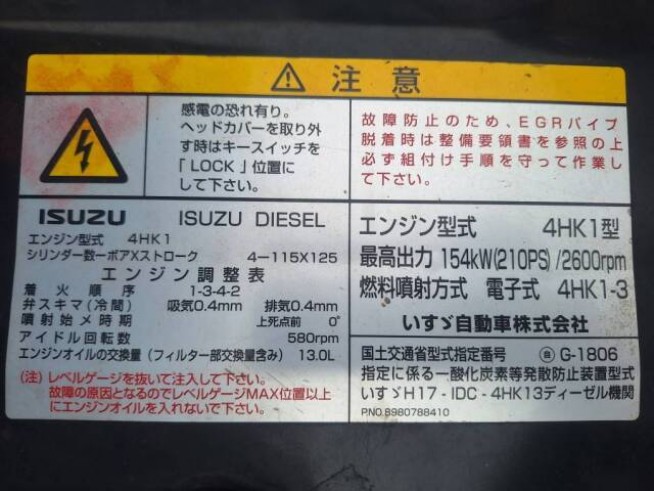 注意
感電の恐れ有り。
ヘッドカバーを取り外
す時はキースイッチを
「LOCK」位置に
して下さい。
故障防止のため、EGRパイプ
脱着時は整備要領書を参照の上
必ず組付け手順を守って作業し
て下さい。
ISUZU ISUZU DIESEL
エンジン型式 4HK1
シリンダー数ーボアXストローク 4-115X125
エンジン調整表
着火順序 1-3-4-2
弁スキマ(冷間) 吸気0.4mm 排気0.4mm
噴射始メ時期 上死点前 0°
アイドル回転数 580rpm
エンジンオイルの交換量(フィルター部交換量含み) 13.0L
(注)レベルゲージを抜いて注入して下さい。
故障の原因となるのでレベルゲージMAX位置以上
にエンジンオイルを入れないで下さい。
エンジン型式 4HK1型
最高出力 154kW(210PS)/2600rpm
燃料噴射方式 電子式 4HK1-3
いすゞ自動車株式会社
国土交通省型式指定番号 G-1806
指定に係る一酸化炭素等発散防止装置型式
いすゞH17-IDC-4HK13ディーゼル機関
P.NO.8980788410